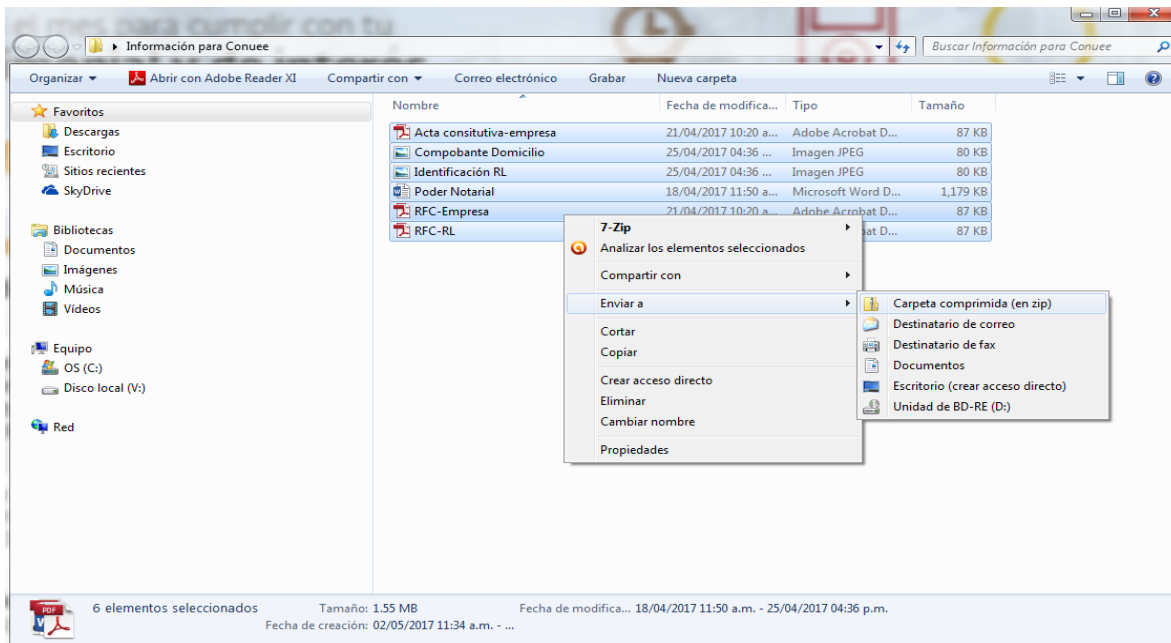 el mes para cumplir con tu
Información para Conuee
Buscar Información para Conuee
Organizar
Abrir con Adobe Reader XI
Compartir con
Correo electrónico
Grabar
Nueva carpeta
Favoritos
Descargas
Escritorio
Sitios recientes
SkyDrive
Bibliotecas
Documentos
Imágenes
Música
Vídeos
Equipo
OS (C:)
Disco local (V:)
Red
Nombre Fecha de modifica... Tipo Tamaño
Acta consitutiva-empresa 21/04/2017 10:20 a... Adobe Acrobat D... 87 KB
Compobante Domicilio 25/04/2017 04:36 ... Imagen JPEG 80 KB
Identificación RL 25/04/2017 04:36 ... Imagen JPEG 80 KB
Poder Notarial 18/04/2017 11:50 a... Microsoft Word D... 1,179 KB
RFC-Empresa 21/04/2017 10:20 a... Adobe Acrobat D... 87 KB
RFC-RL bat D... 87 KB
7-Zip
Analizar los elementos seleccionados
Compartir con
Enviar a
Cortar
Copiar
Crear acceso directo
Eliminar
Cambiar nombre
Propiedades
Carpeta comprimida (en zip)
Destinatario de correo
Destinatario de fax
Documentos
Escritorio (crear acceso directo)
Unidad de BD-RE (D:)
PDF
6 elementos seleccionados
Tamaño: 1.55 MB
Fecha de modifica... 18/04/2017 11:50 a.m. - 25/04/2017 04:36 p.m.
Fecha de creación: 02/05/2017 11:34 a.m. - ...